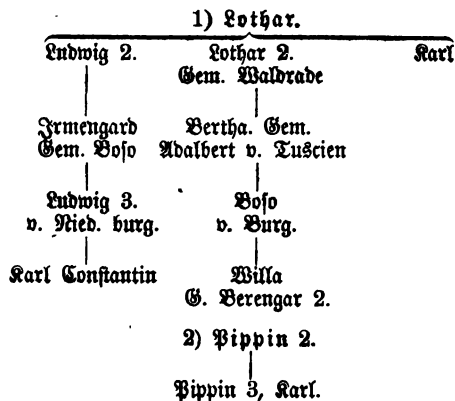 1) Lothar.
Ludwig 2. Lothar 2. Karl
Gem. Waldrade
Irmengard Bertha. Gem.
Gem. Boso Adalbert v. Tuscien
Ludwig 3. Boso
v. Nied. burg. v. Burg.
Karl Constantin Willa
G. Berengar 2.
2) Pippin 2.
Pippin 3, Karl.